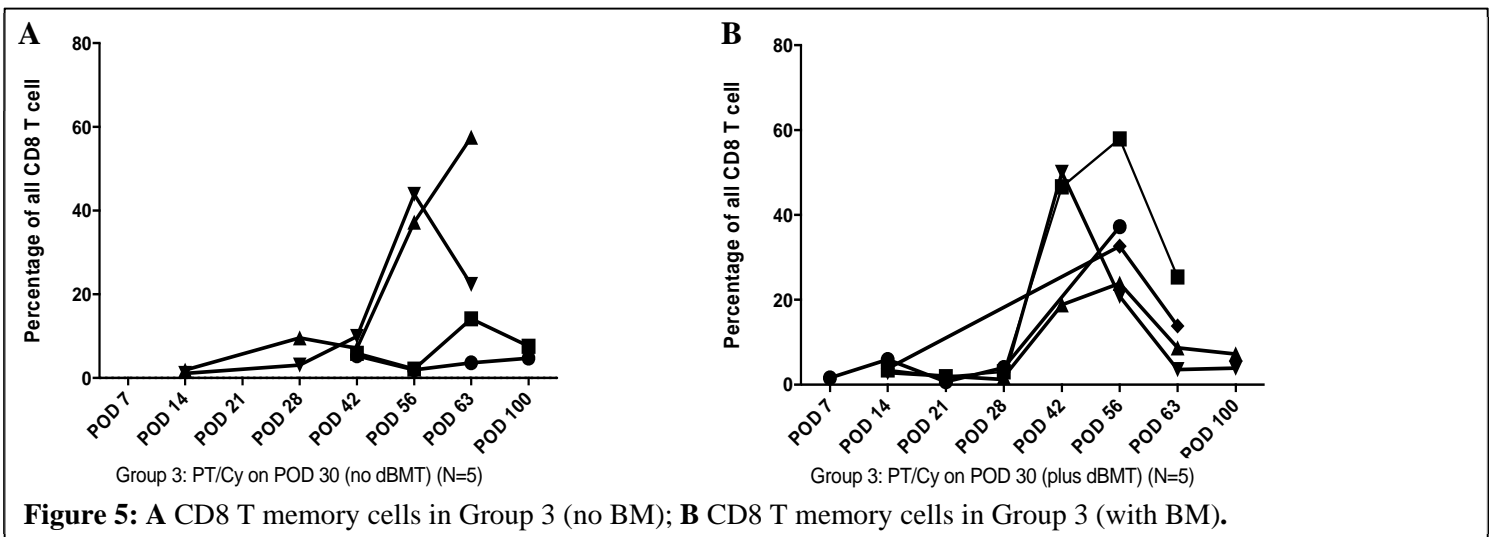 A
80
60
40
20
0
Percentage of all CD8 T cell
POD 7
POD 14
POD 21
POD 28
POD 42
POD 56
POD 63
POD 100
Group 3: PT/Cy on POD 30 (no dBMT) (N=5)
B
80
60
40
20
0
Percentage of all CD8 T cell
POD 7
POD 14
POD 21
POD 28
POD 42
POD 56
POD 63
POD 100
Group 3: PT/Cy on POD 30 (plus dBMT) (N=5)
Figure 5: A CD8 T memory cells in Group 3 (no BM); B CD8 T memory cells in Group 3 (with BM).